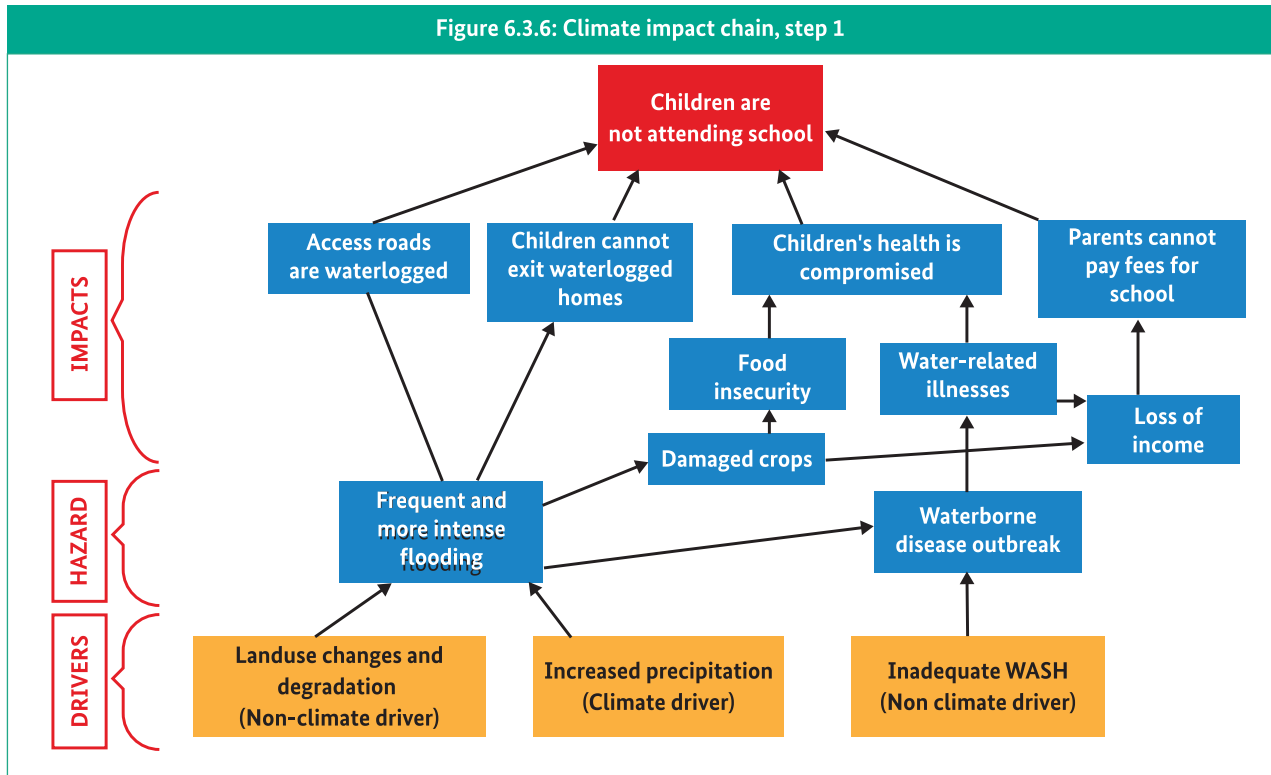 Figure 6.3.6: Climate impact chain, step 1
Children are
not attending school
IMPACTS
Access roads
are waterlogged
Children cannot
exit waterlogged
homes
Children's health is
compromised
Parents cannot
pay fees for
school
Food
insecurity
Water-related
illnesses
Loss of
income
Damaged crops
HAZARD
Frequent and
more intense
flooding
Waterborne
disease outbreak
DRIVERS
Landuse changes and
degradation
(Non-climate driver)
Increased precipitation
(Climate driver)
Inadequate WASH
(Non climate driver)